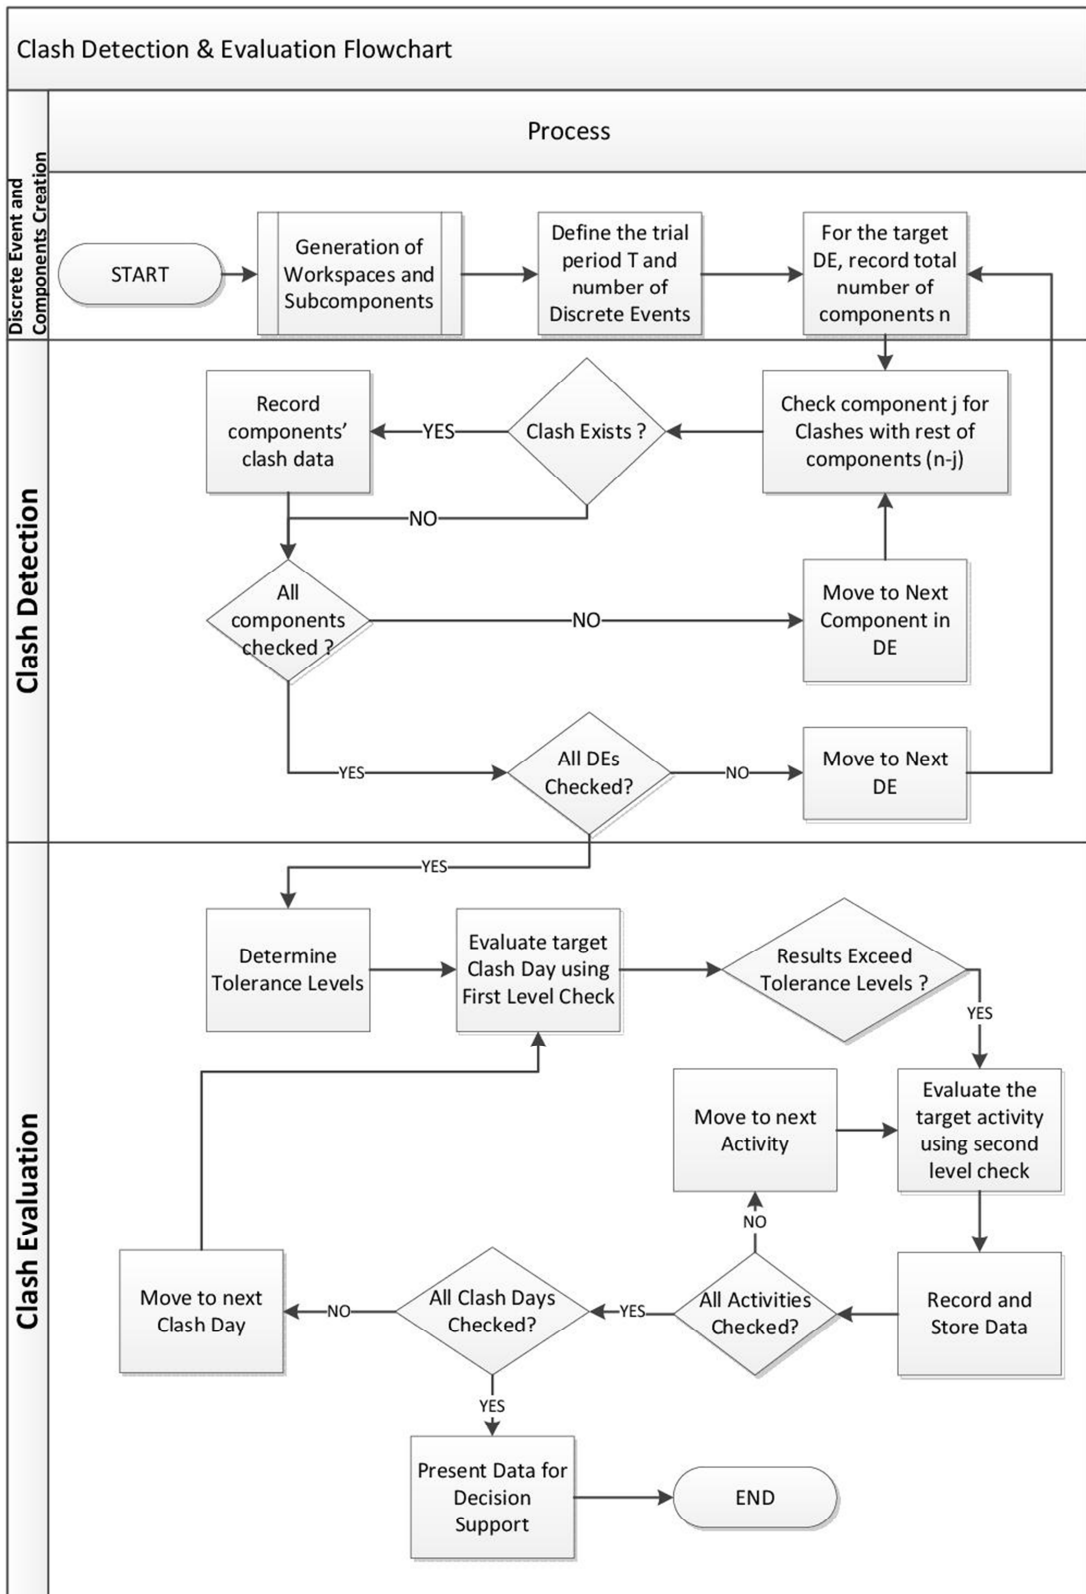 Clash Detection & Evaluation Flowchart
Process
Discrete Event and
Components Creation
START
Generation of
Workspaces and
Subcomponents
Define the trial
period T and
number of
Discrete Events
For the target
DE, record total
number of
components n
Clash Detection
Record
components’
clash data
YES
Clash Exists ?
Check component j for
Clashes with rest of
components (n-j)
NO
All
components
checked ?
NO
Move to Next
Component in
DE
YES
All DEs
Checked?
NO
Move to Next
DE
Clash Evaluation
YES
Determine
Tolerance Levels
Evaluate target
Clash Day using
First Level Check
Results Exceed
Tolerance Levels ?
YES
Move to next
Activity
Evaluate the
target activity
using second
level check
NO
Move to next
Clash Day
NO
All Clash Days
Checked?
YES
All Activities
Checked?
Record and
Store Data
YES
Present Data for
Decision
Support
END